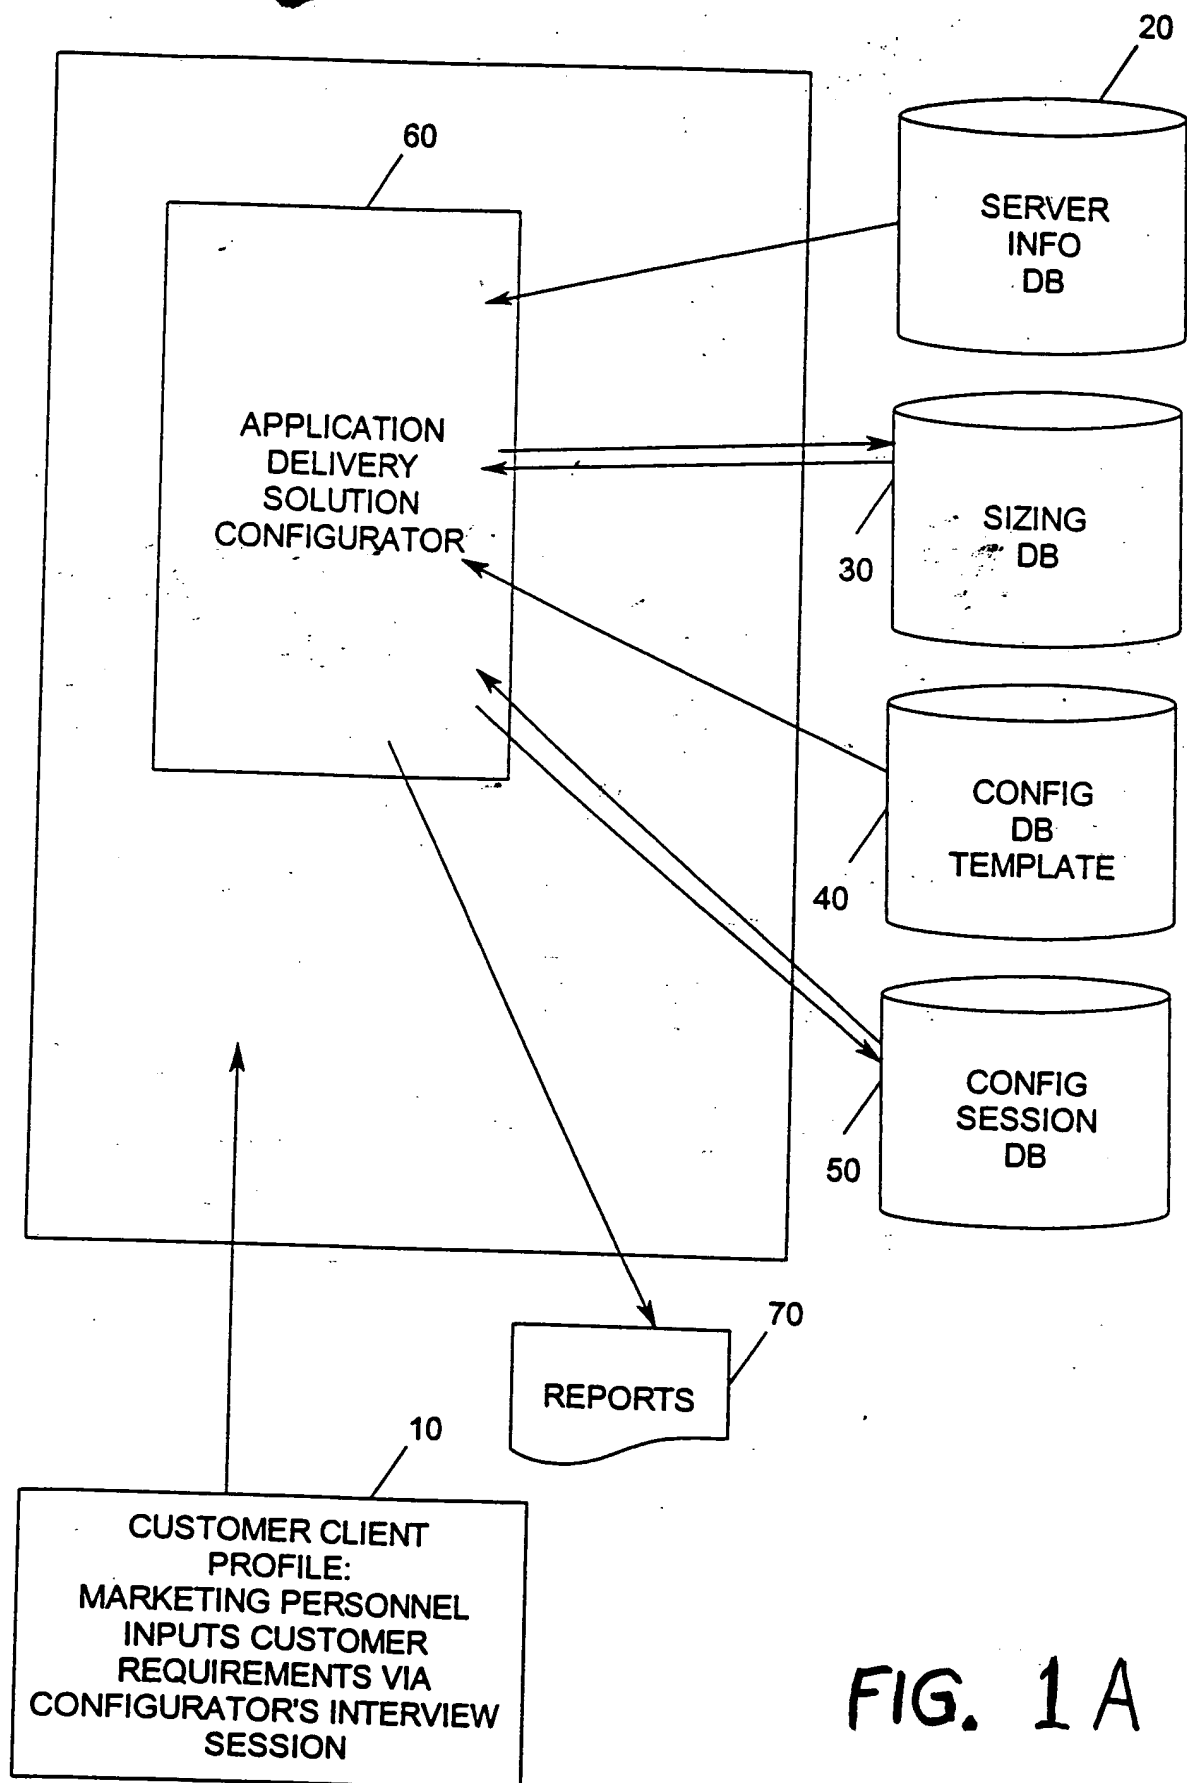 20
60
SERVER
INFO
DB
APPLICATION
DELIVERY
SOLUTION
CONFIGURATOR
30
SIZING
DB
CONFIG
DB
TEMPLATE
40
CONFIG
SESSION
DB
50
70
REPORTS
10
CUSTOMER CLIENT
PROFILE:
MARKETING PERSONNEL
INPUTS CUSTOMER
REQUIREMENTS VIA
CONFIGURATOR'S INTERVIEW
SESSION
FIG. 1A